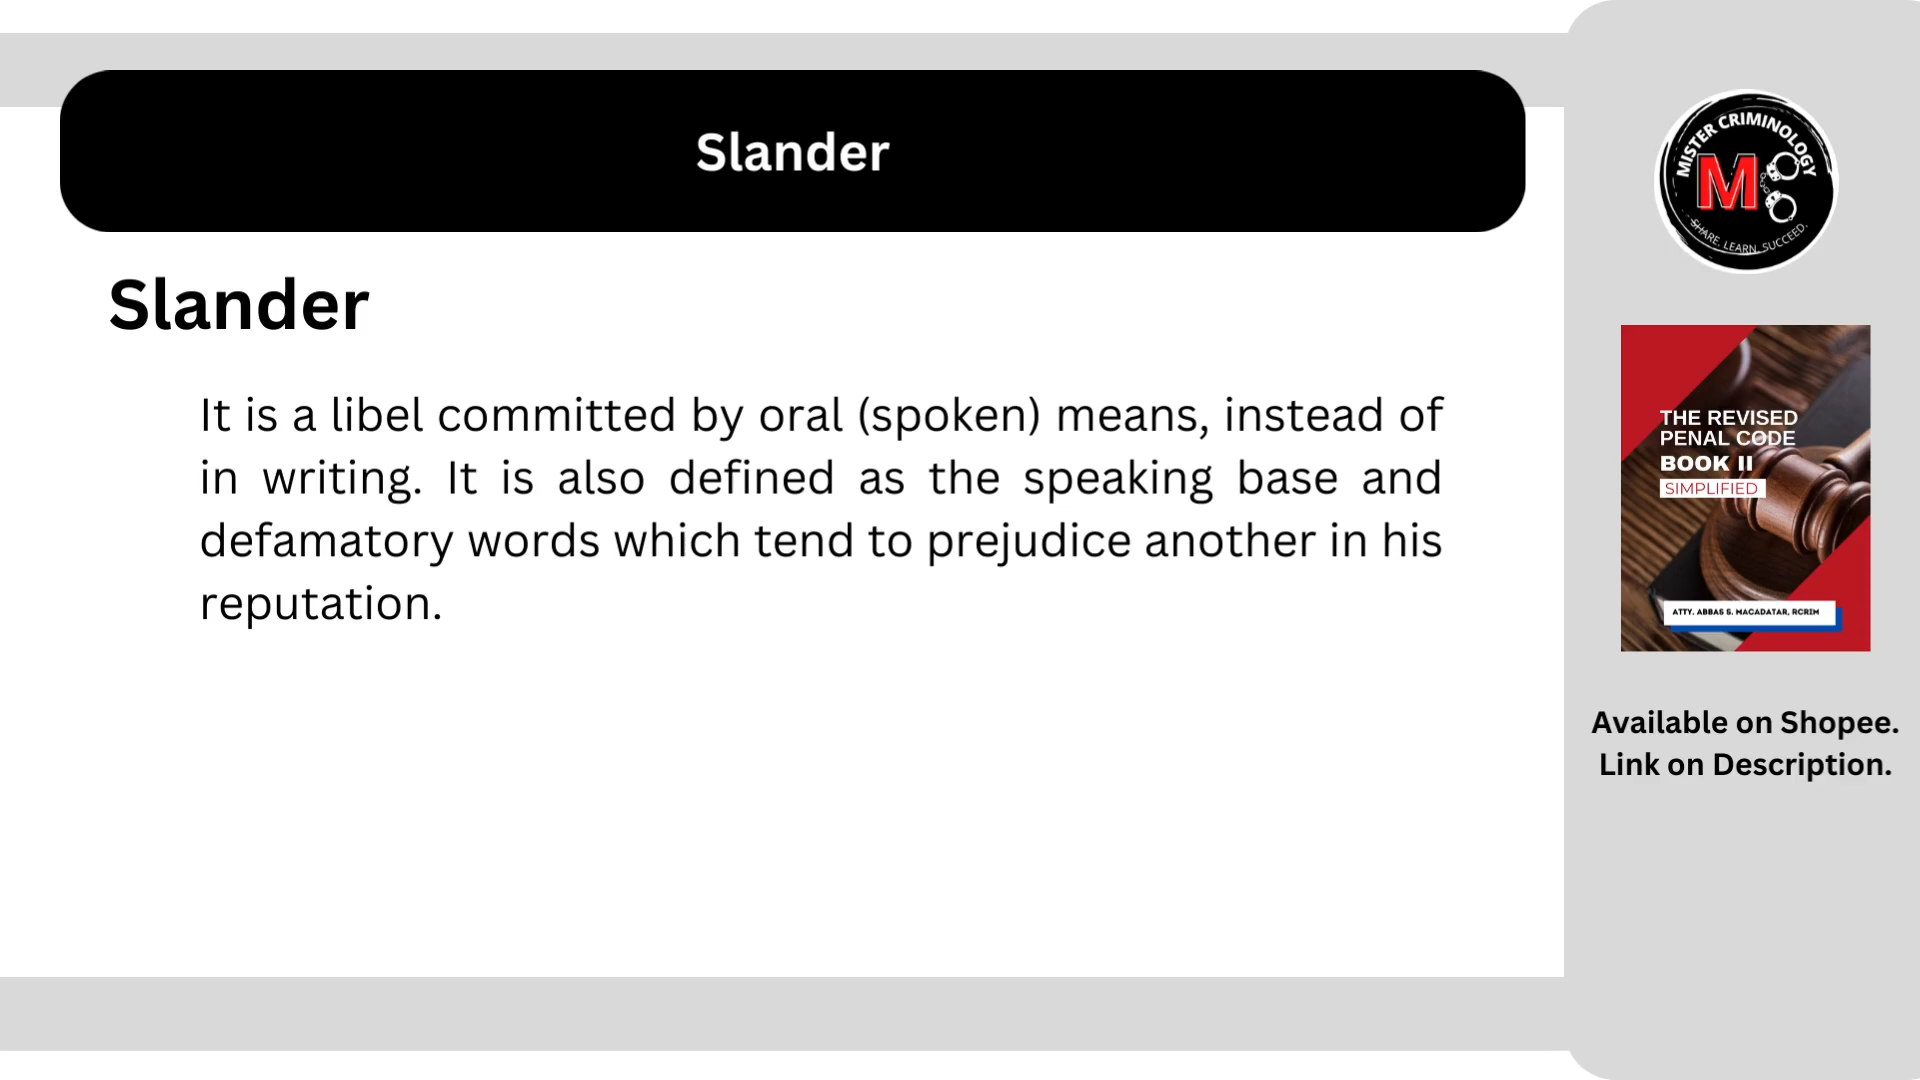 Slander
Slander
It is a libel committed by oral (spoken) means, instead of
in writing. It is also defined as the speaking base and
defamatory words which tend to prejudice another in his
reputation.
MISTER CRIMINOLOGY
M
SHARE. LEARN. SUCCEED.
THE REVISED
PENAL CODE
BOOK II
SIMPLIFIED
ATTY. ABBAS S. MACADATAR, RCRIM
Available on Shopee.
Link on Description.